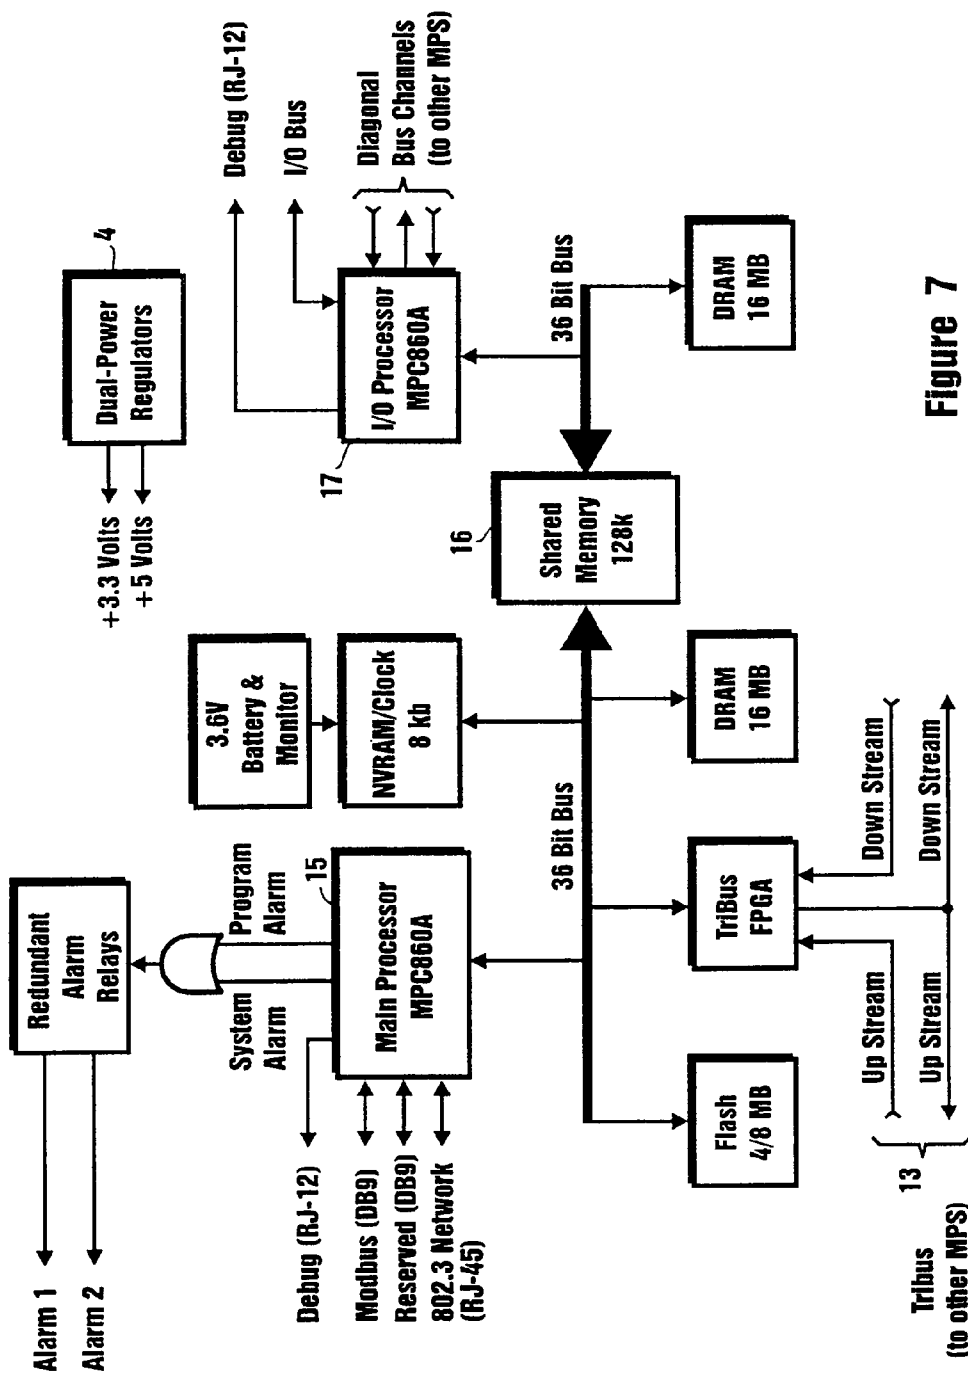 Alarm 1
Alarm 2
Redundant
Alarm
Relays
System
Alarm
Program
Alarm
Debug (RJ-12)
Modbus (DB9)
Reserved (DB9)
802.3 Network
(RJ-45)
15
Main Processor
MPC860A
3.6V
Battery &
Monitor
NVRAM/Clock
8 kb
+3.3 Volts
+5 Volts
Dual-Power
Regulators
4
Debug (RJ-12)
I/O Bus
17
I/O Processor
MPC860A
Diagonal
Bus Channels
(to other MPS)
36 Bit Bus
16
Shared
Memory
128k
36 Bit Bus
Flash
4/8 MB
TriBus
FPGA
DRAM
16 MB
DRAM
16 MB
Up Stream
Down Stream
Up Stream
Down Stream
13
Tribus
(to other MPS)
Figure 7